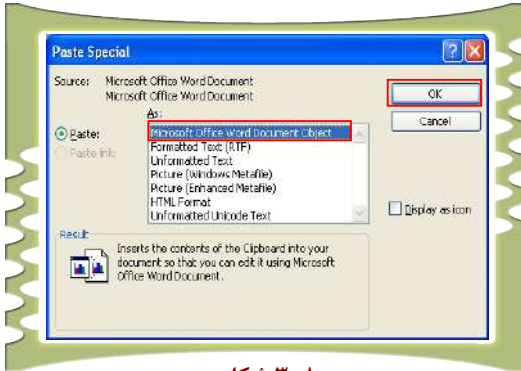 Paste Special
Source: Microsoft Office Word Document
Microsoft Office Word Document
As:
Paste:
Paste link:
Microsoft Office Word Document Object
Formatted Text (RTF)
Unformatted Text
Picture (Windows Metafile)
Picture (Enhanced Metafile)
HTML Format
Unformatted Unicode Text
OK
Cancel
Display as icon
Result
Inserts the contents of the Clipboard into your
document so that you can edit it using Microsoft
Office Word Document.